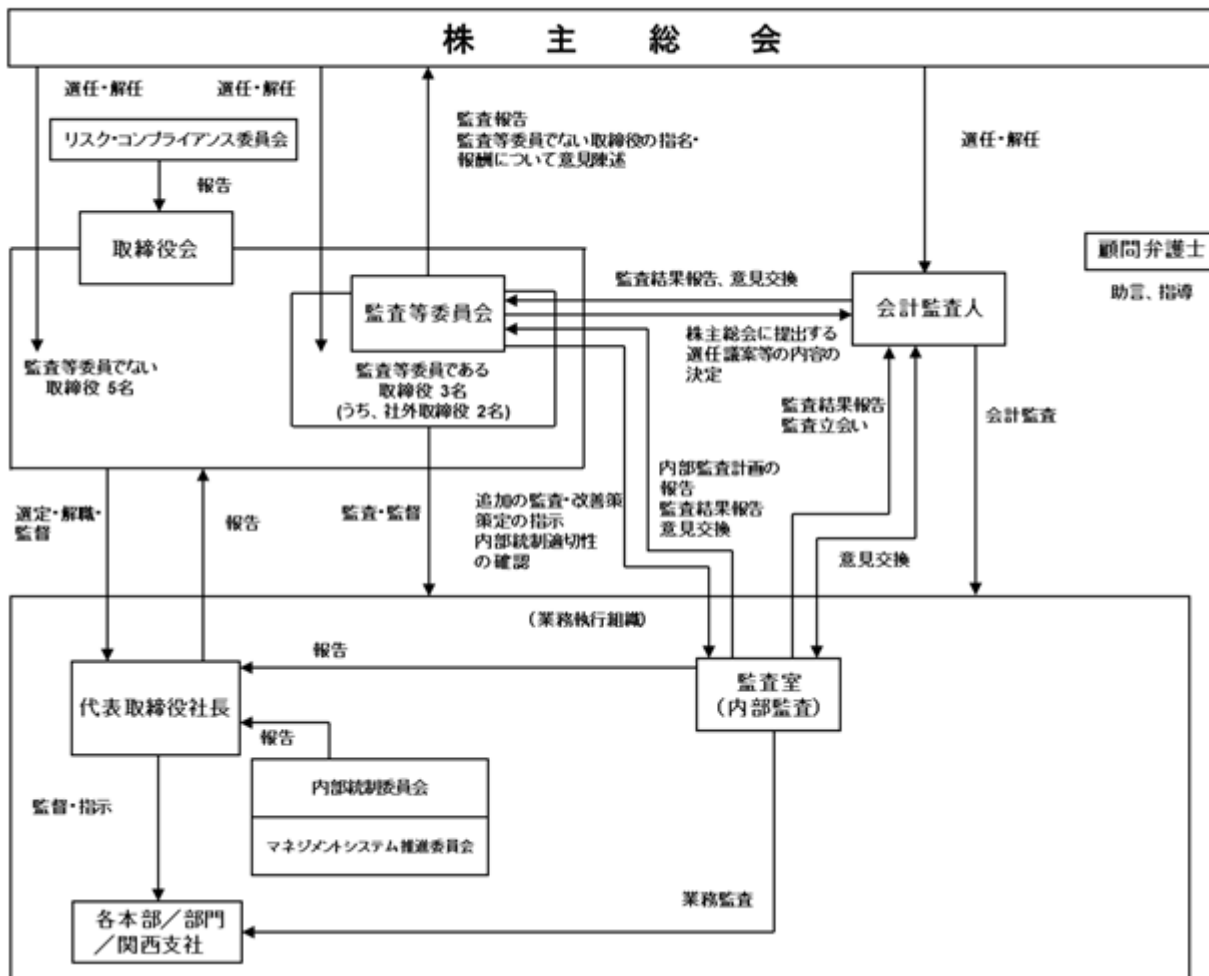 株主総会
選任・解任
選任・解任
監査報告
監査等委員でない取締役の指名・
報酬について意見陳述
選任・解任
リスク・コンプライアンス委員会
報告
取締役会
顧問弁護士
助言、指導
監査等委員会
監査結果報告、意見交換
会計監査人
株主総会に提出する
選任議案等の内容の
決定
監査等委員でない
取締役 5名
監査等委員である
取締役 3名
(うち、社外取締役 2名)
監査結果報告
監査立会い
会計監査
選定・解職・
監督
報告
監査・監督
追加の監査・改善策
策定の指示
内部統制適切性
の確認
内部監査計画の
報告
監査結果報告
意見交換
意見交換
（業務執行組織）
報告
代表取締役社長
監査室
（内部監査）
報告
内部統制委員会
マネジメントシステム推進委員会
監督・指示
業務監査
各本部／部門
／関西支社